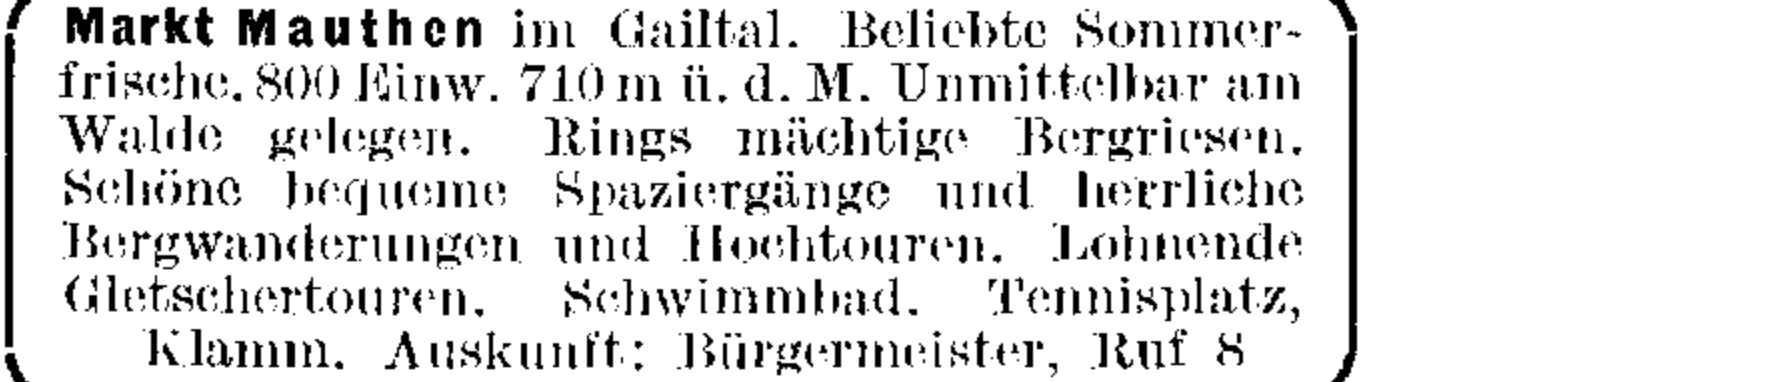 Markt Mauthen im Gailtal. Beliebte Sommer-
frische. 800 Einw. 710 m ü. d. M. Unmittelbar am
Walde gelegen. Rings mächtige Bergriesen.
Schöne bequeme Spaziergänge und herrliche
Bergwanderungen und Hochtouren. Lohnende
Gletschertouren. Schwimmbad. Tennisplatz,
Klamm. Auskunft: Bürgermeister, Ruf 8